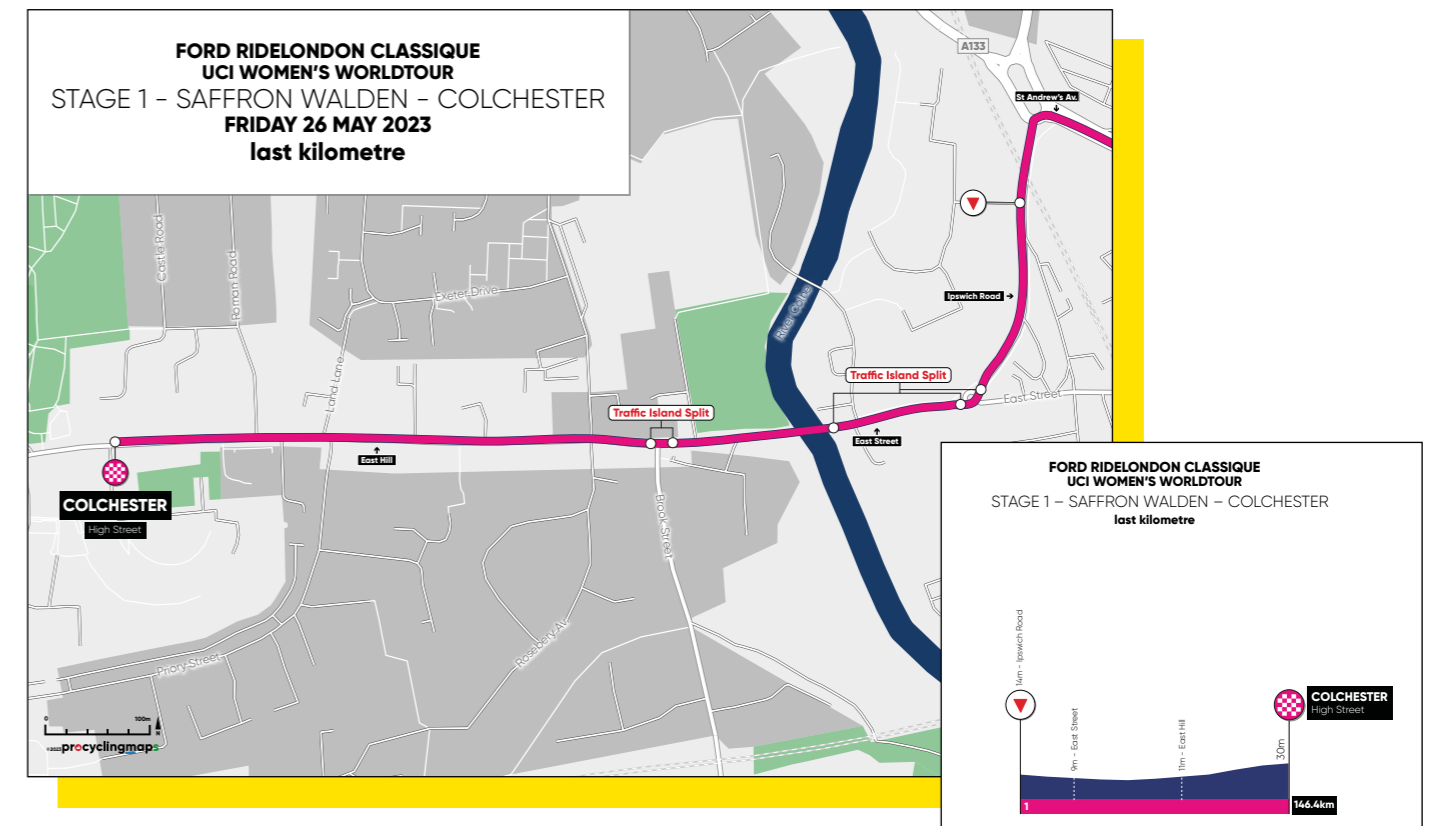 FORD RIDELONDON CLASSIQUE
UCI WOMEN'S WORLDTOUR
STAGE 1 - SAFFRON WALDEN - COLCHESTER
FRIDAY 26 MAY 2023
last kilometre
A133
St Andrew's Av.
Castle Road
Roman Road
Exeter Drive
River Colne
Ipswich Road
Land Lane
Traffic Island Split
East Street
Traffic Island Split
East Street
East Hill
COLCHESTER
High Street
Brook Street
Rosebery Av.
Priory Street
0 100m
N
©2023 procyclingmaps
FORD RIDELONDON CLASSIQUE
UCI WOMEN'S WORLDTOUR
STAGE 1 – SAFFRON WALDEN – COLCHESTER
last kilometre
14m - Ipswich Road
9m - East Street
11m - East Hill
30m
COLCHESTER
High Street
1
146.4km